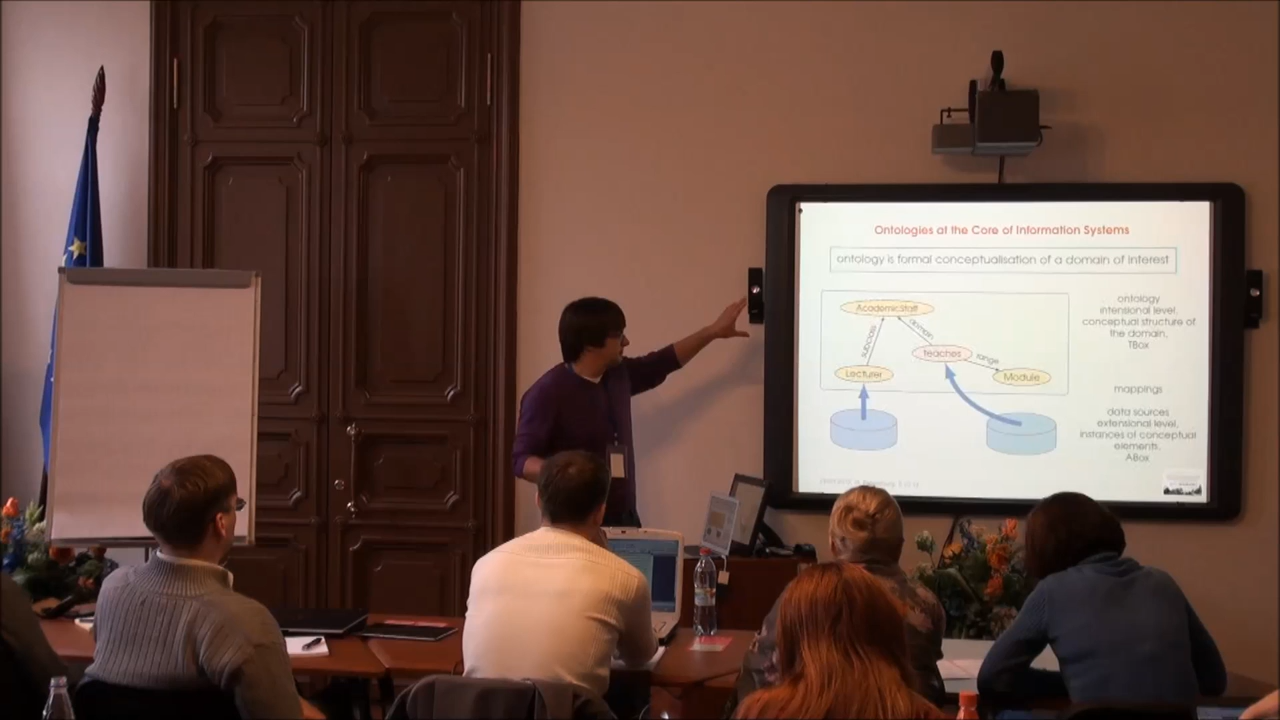 Ontologies at the Core of Information Systems
ontology is formal conceptualisation of a domain of interest
AcademicStaff
subclass
domain
teaches
range
Lecturer
Module
ontology
intensional level,
conceptual structure of
the domain,
TBox
mappings
data sources
extensional level,
instances of conceptual
elements,
ABox